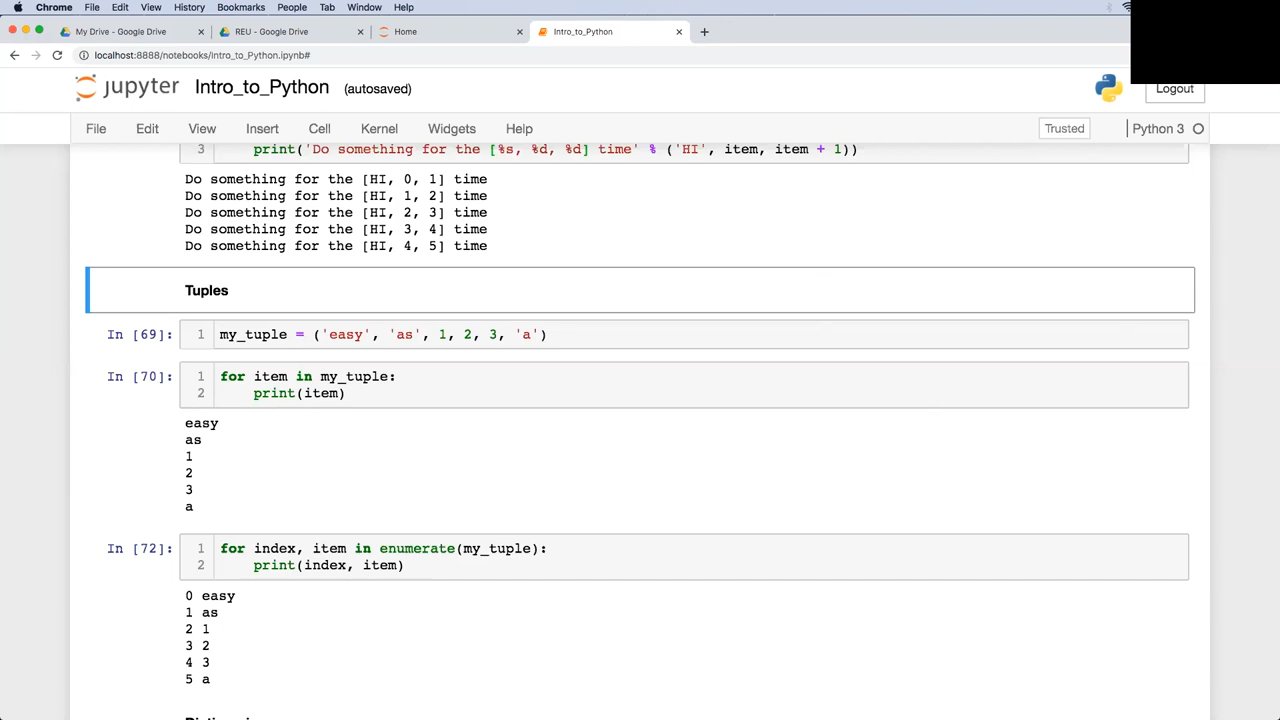 Chrome File Edit View History Bookmarks People Tab Window Help
My Drive - Google Drive × REU - Google Drive × Home × Intro_to_Python × +
localhost:8888/notebooks/Intro_to_Python.ipynb#
jupyter Intro_to_Python (autosaved)
Logout
File Edit View Insert Cell Kernel Widgets Help Trusted Python 3
3 print('Do something for the [%s, %d, %d] time' % ('HI', item, item + 1))
Do something for the [HI, 0, 1] time
Do something for the [HI, 1, 2] time
Do something for the [HI, 2, 3] time
Do something for the [HI, 3, 4] time
Do something for the [HI, 4, 5] time
Tuples
In [69]: 1 my_tuple = ('easy', 'as', 1, 2, 3, 'a')
In [70]: 1 for item in my_tuple:
2 print(item)
easy
as
1
2
3
a
In [72]: 1 for index, item in enumerate(my_tuple):
2 print(index, item)
0 easy
1 as
2 1
3 2
4 3
5 a